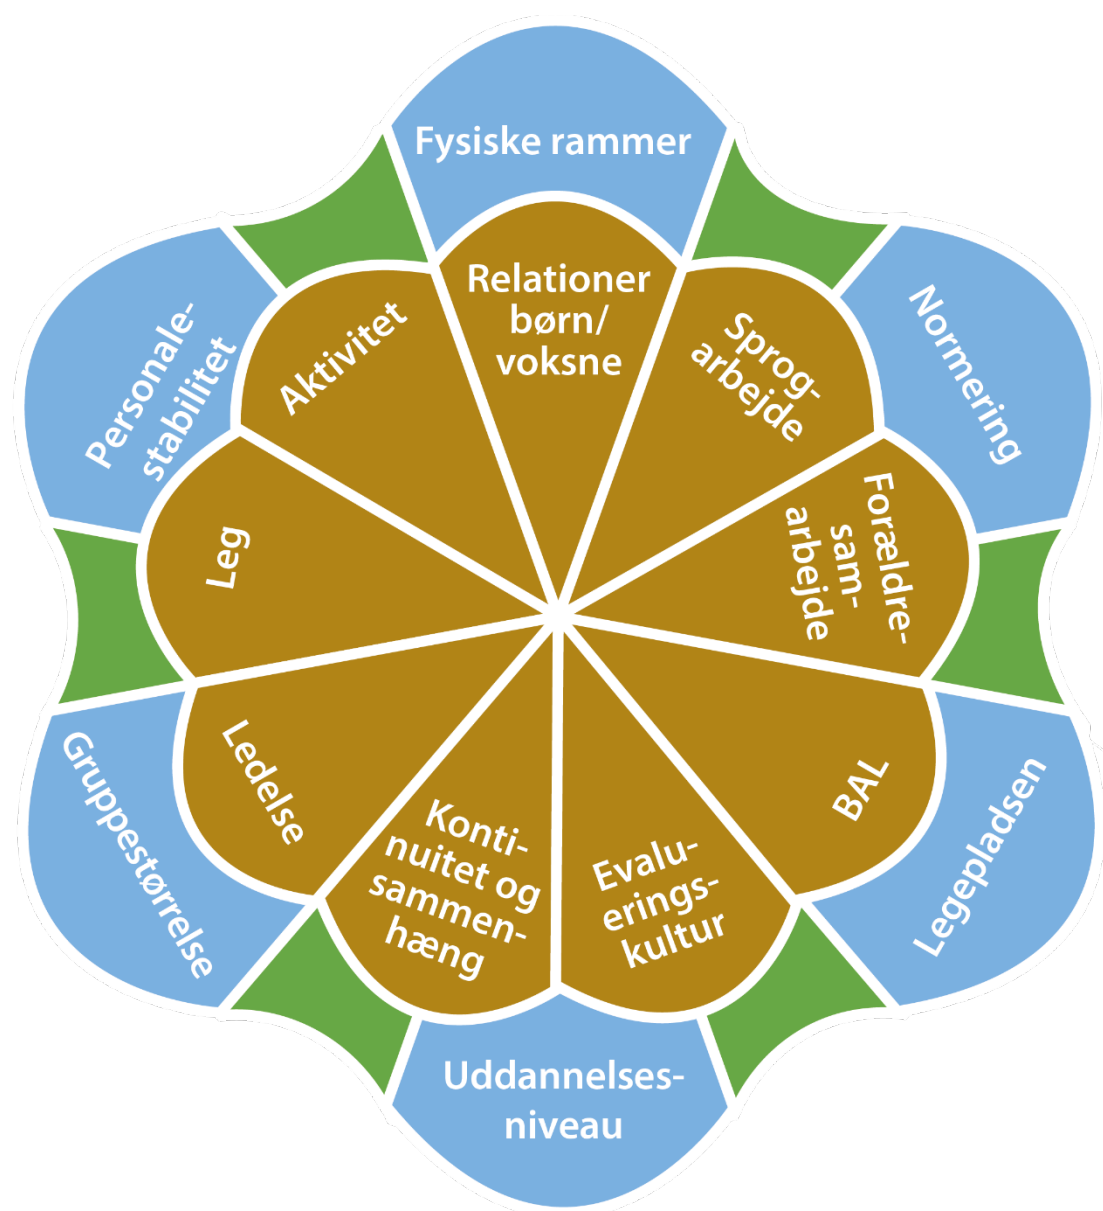 Fysiske rammer
Relationer
børn/
voksne
Sprog-
arbejde
Normering
Forældre-
sam-
arbejde
BAL
Legepladsen
Evalu-
erings-
kultur
Uddannelses-
niveau
Konti-
nuitet og
sammen-
hæng
Ledelse
Gruppestørrelse
Leg
Personale-
stabilitet
Aktivitet